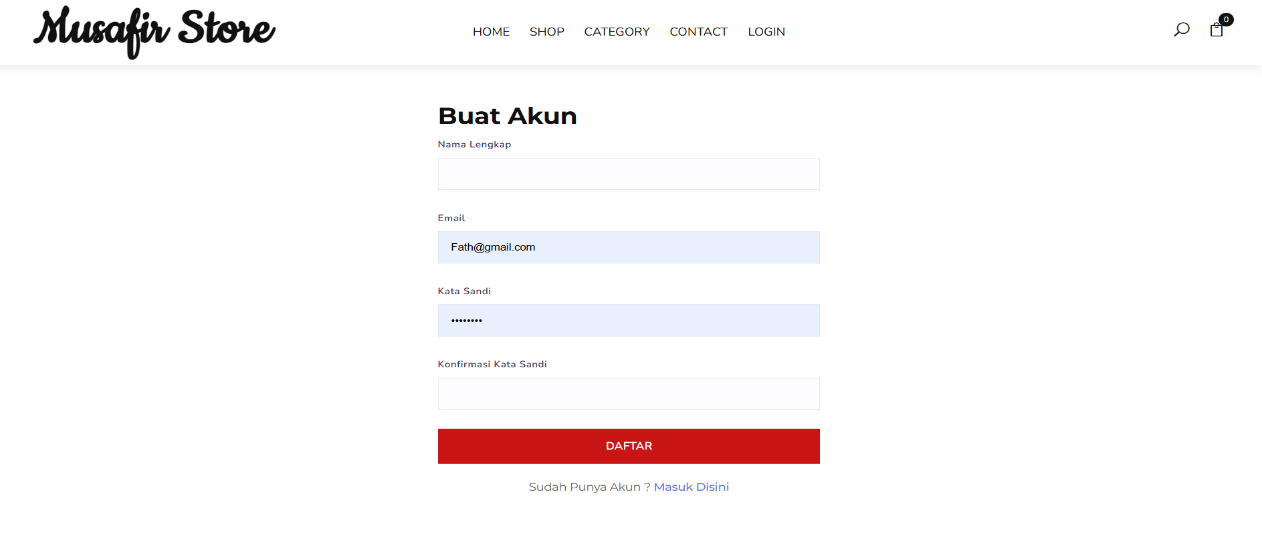 Musafir Store
HOME SHOP CATEGORY CONTACT LOGIN
0
Buat Akun
Nama Lengkap
Email
Fath@gmail.com
Kata Sandi
••••••••
Konfirmasi Kata Sandi
DAFTAR
Sudah Punya Akun ? Masuk Disini